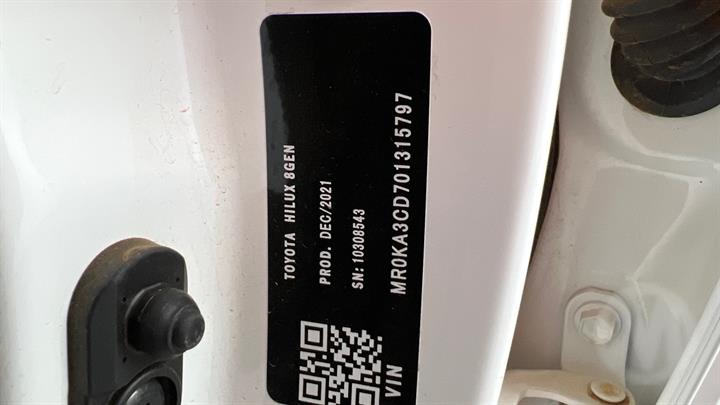 TOYOTA HILUX 8GEN
PROD. DEC/2021
SN: 10308543
MR0KA3CD701315797
VIN